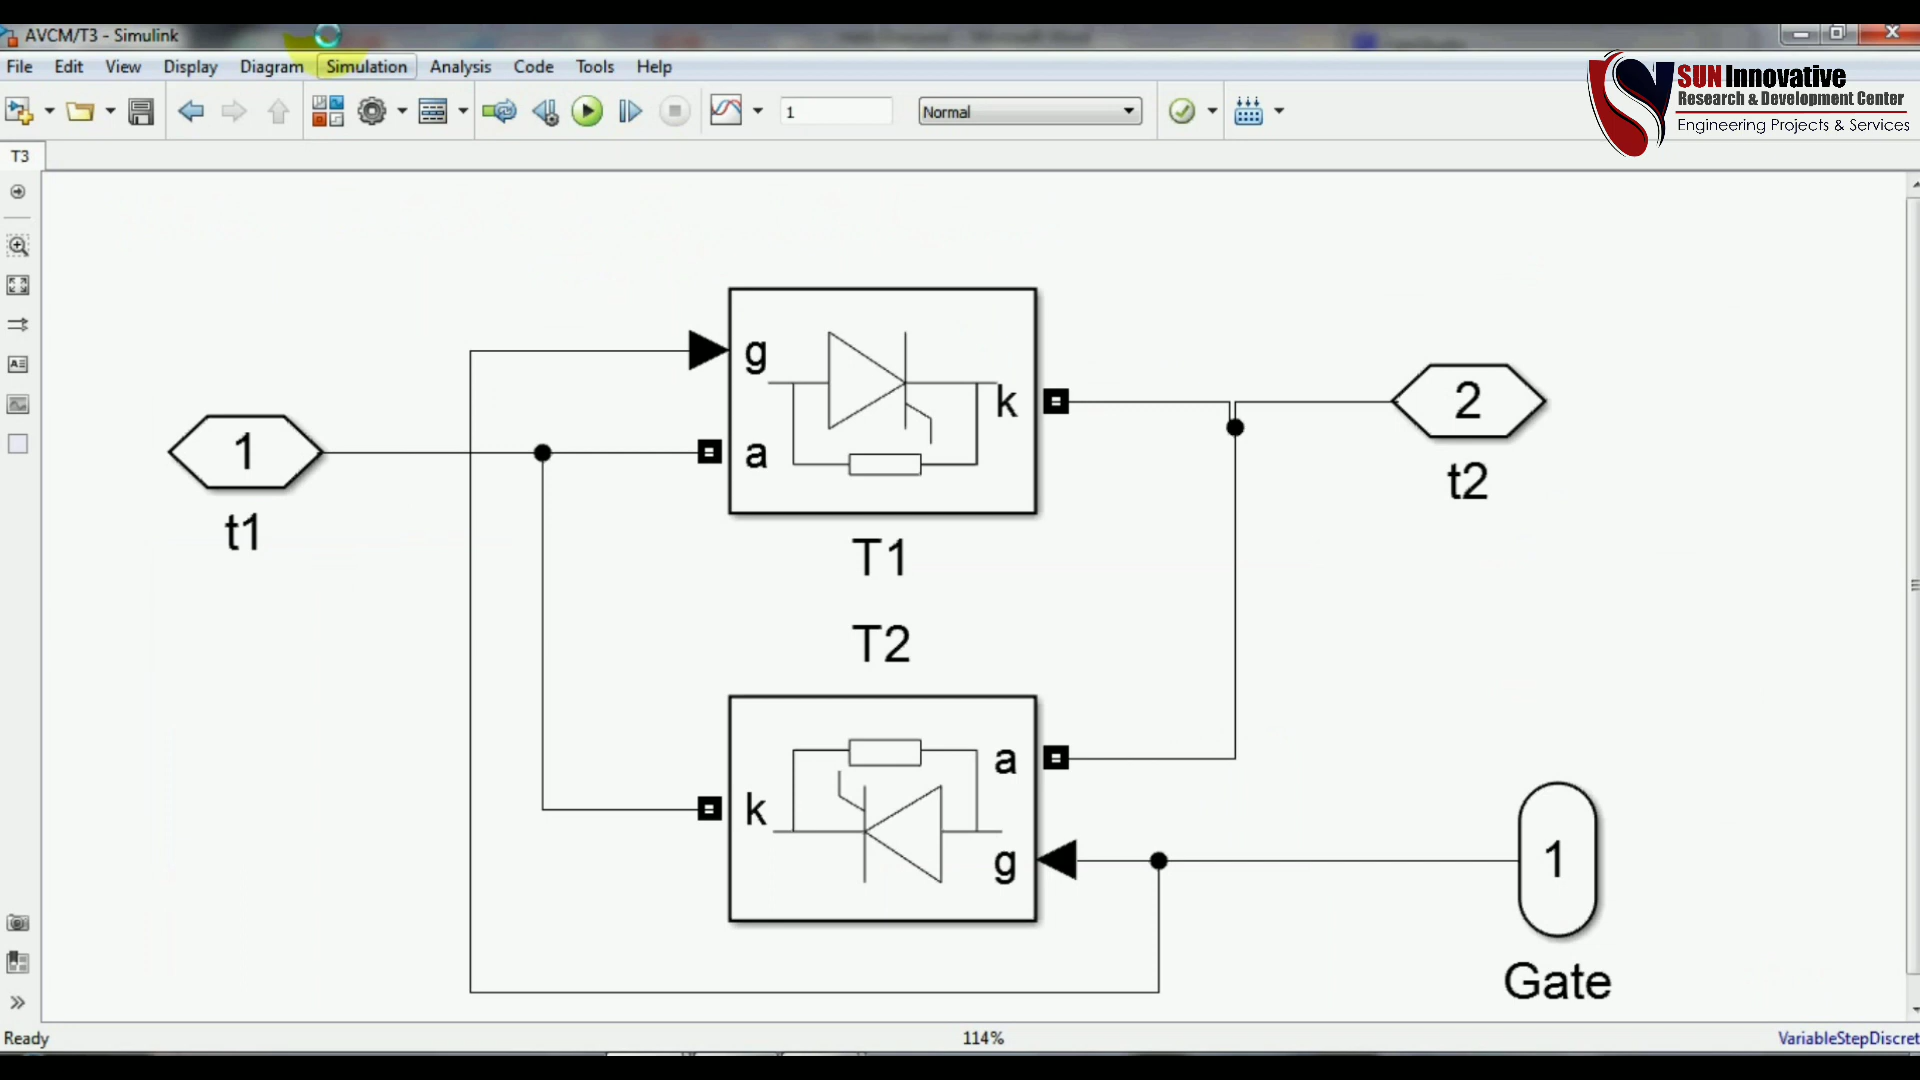 AVCM/T3 - Simulink
File Edit View Display Diagram Simulation Analysis Code Tools Help
SUN Innovative
Research & Development Center
Engineering Projects & Services
1
Normal
T3
g
a
k
T1
1
t1
2
t2
T2
k
a
g
1
Gate
Ready
114%
VariableStepDiscret